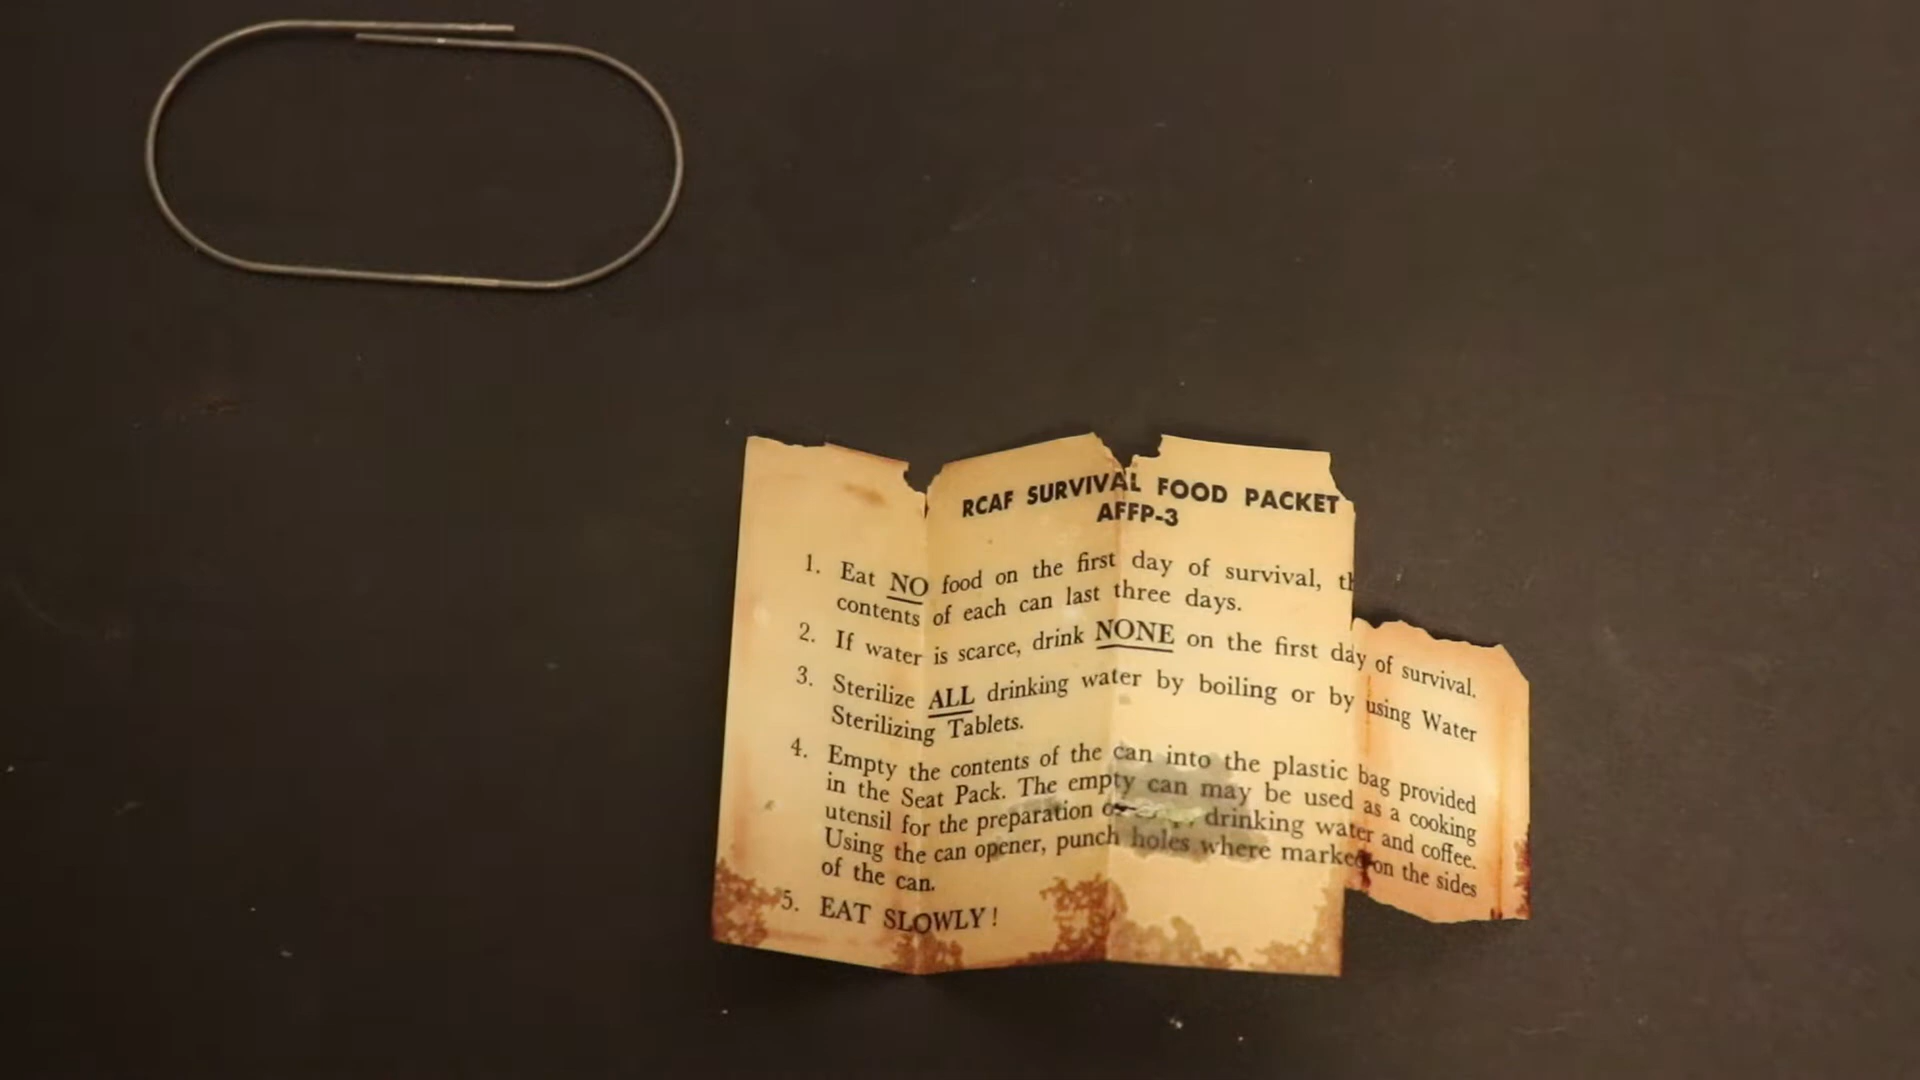 RCAF SURVIVAL FOOD PACKET
AFFP-3
1. Eat NO food on the first day of survival, th
contents of each can last three days.
2. If water is scarce, drink NONE on the first day of survival.
3. Sterilize ALL drinking water by boiling or by using Water
Sterilizing Tablets.
4. Empty the contents of the can into the plastic bag provided
in the Seat Pack. The empty can may be used as a cooking
utensil for the preparation drinking water and coffee.
Using the can opener, punch holes where marked on the sides
of the can.
5. EAT SLOWLY!